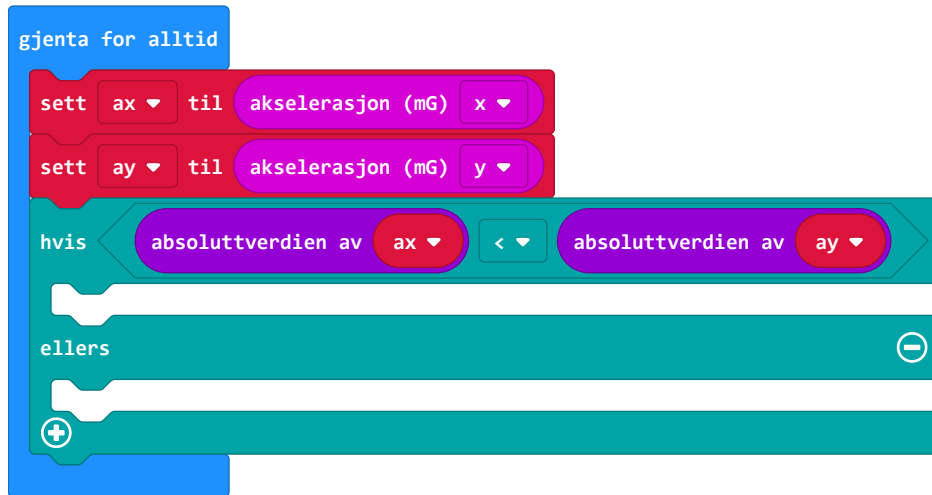 gjenta for alltid
sett ax til akselerasjon (mG) x
sett ay til akselerasjon (mG) y
hvis absoluttverdien av ax < absoluttverdien av ay
ellers